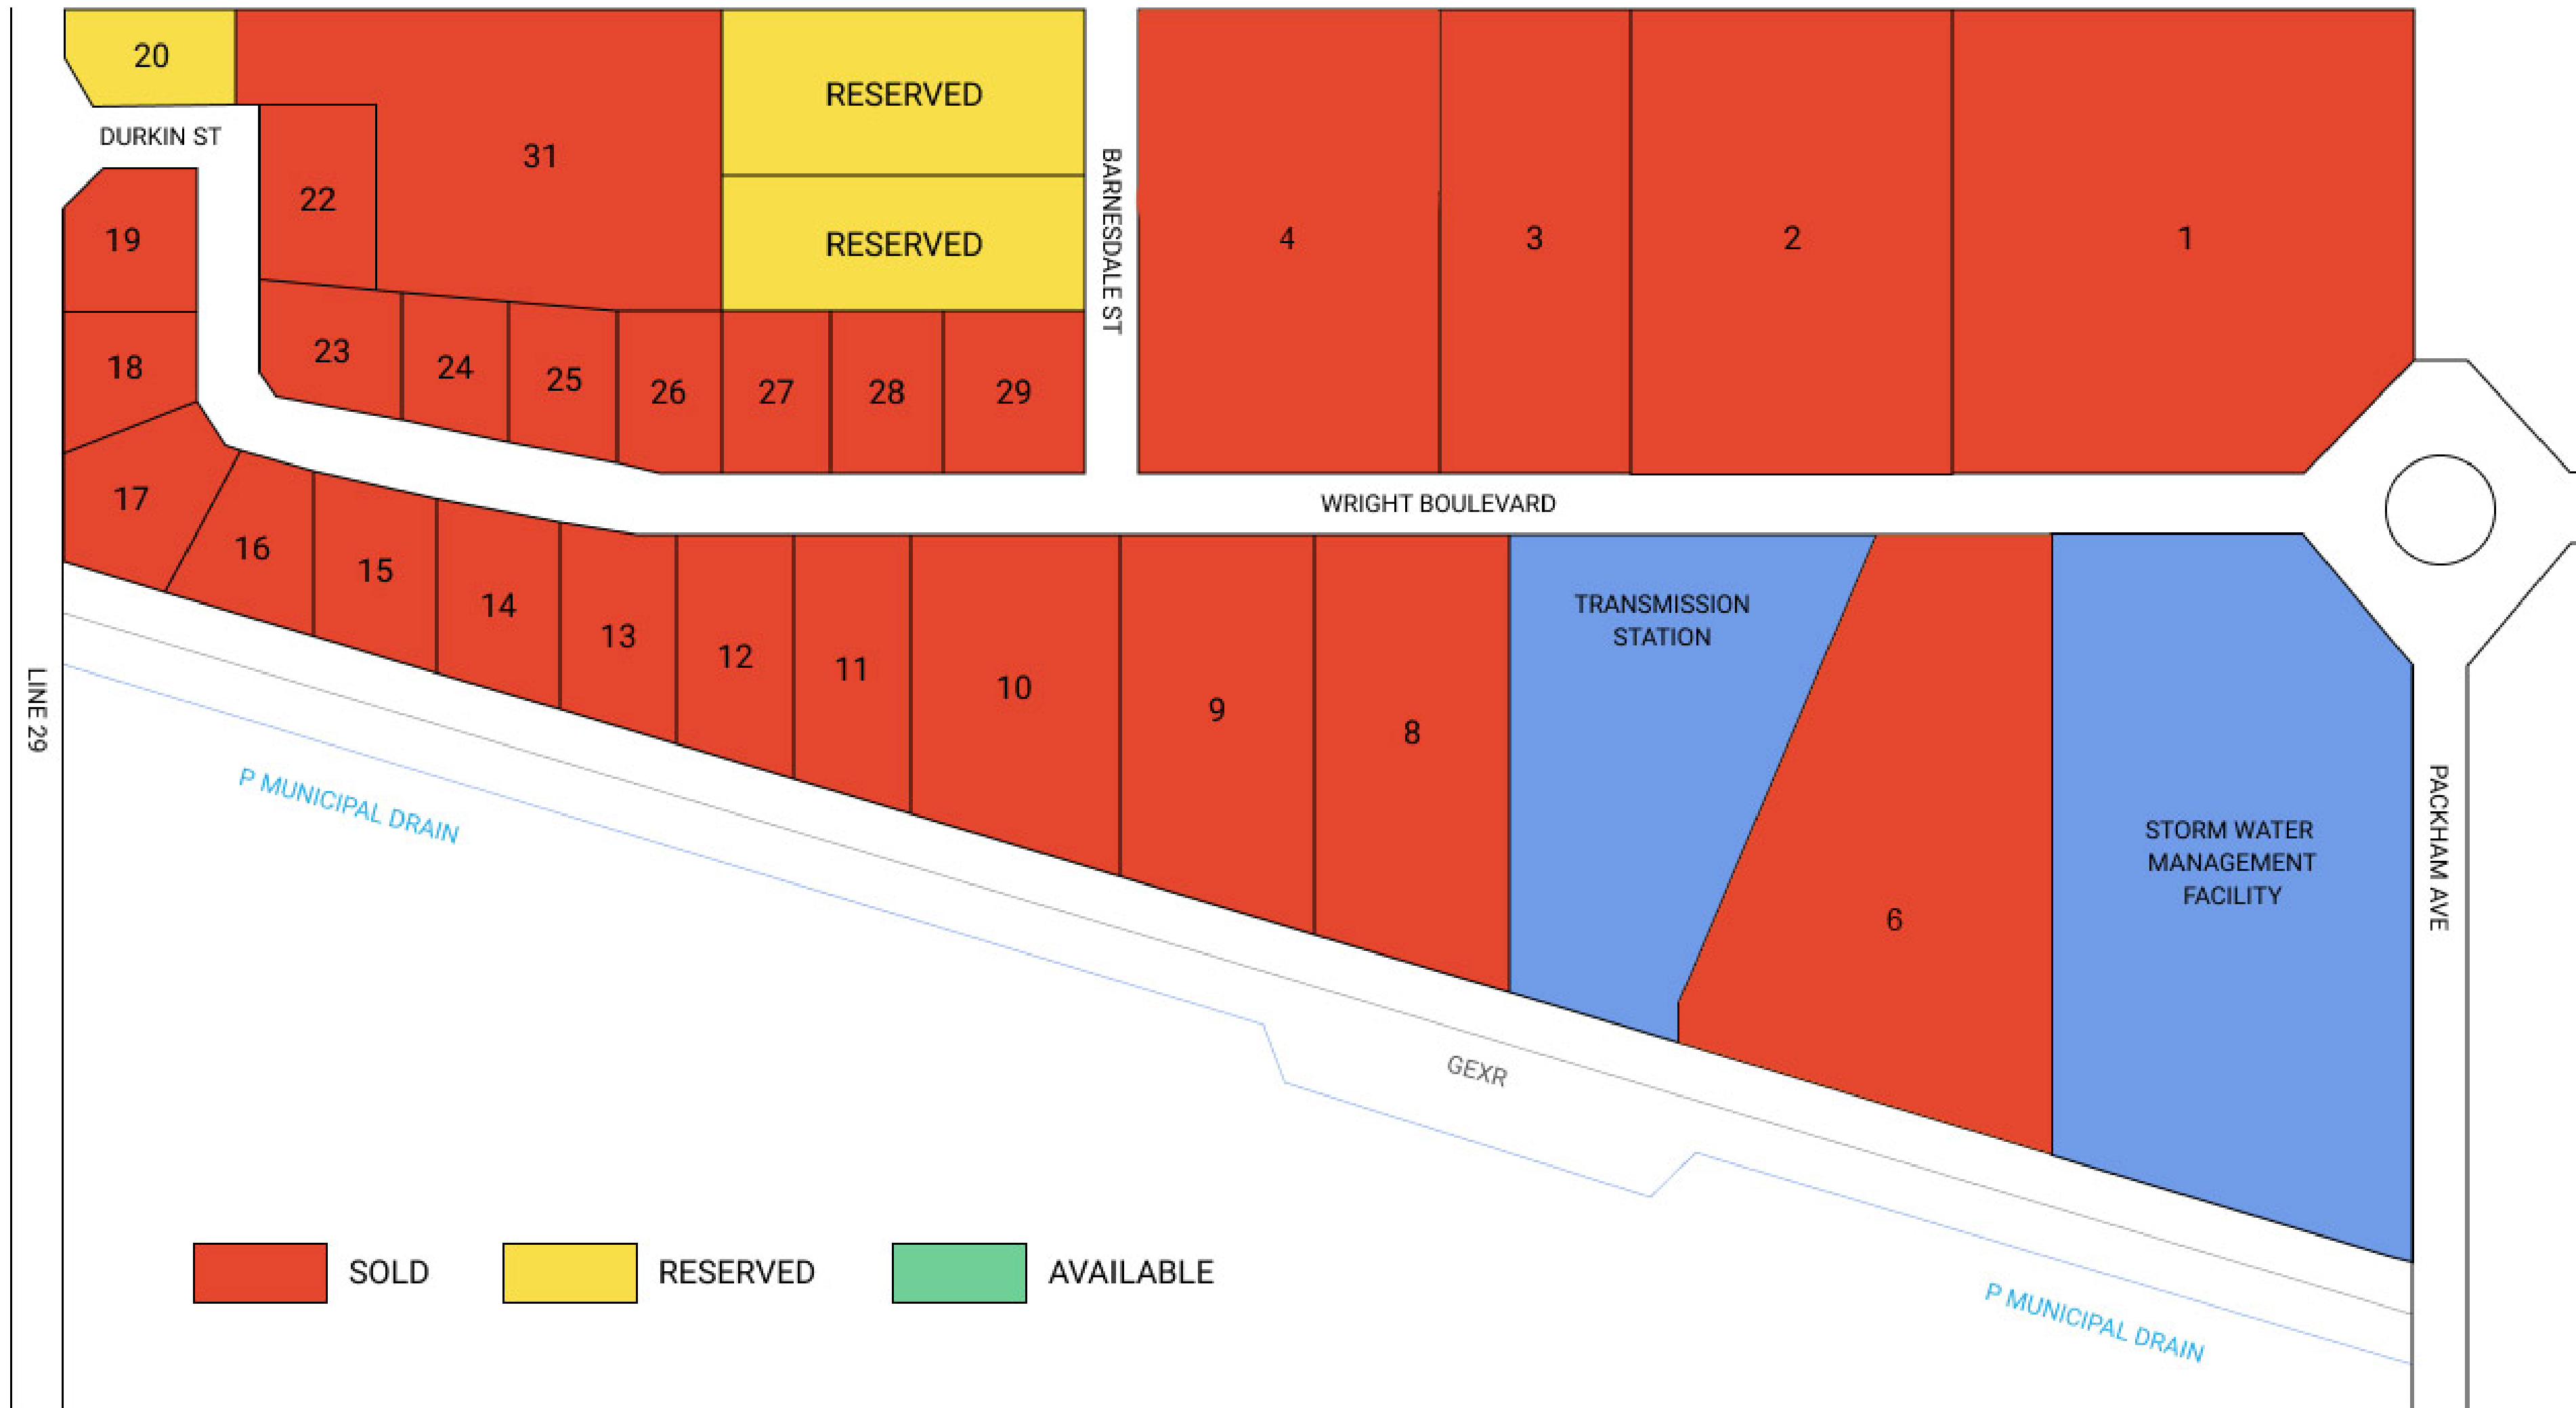 20
RESERVED
DURKIN ST
31
22
RESERVED
BARNESDALE ST
19
4
3
2
1
18
23
24
25
26
27
28
29
17
WRIGHT BOULEVARD
16
15
14
13
12
11
10
9
8
TRANSMISSION
STATION
6
STORM WATER
MANAGEMENT
FACILITY
LINE 29
PACKHAM AVE
P MUNICIPAL DRAIN
GEXR
P MUNICIPAL DRAIN
SOLD
RESERVED
AVAILABLE